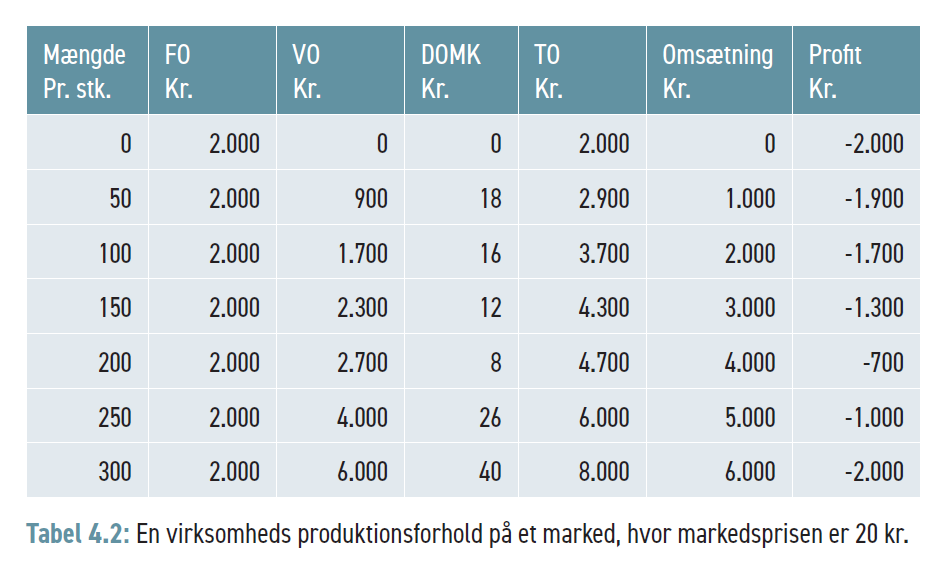 Mængde FO VO DOMK TO Omsætning Profit
Pr. stk. Kr. Kr. Kr. Kr. Kr. Kr.
0 2.000 0 0 2.000 0 -2.000
50 2.000 900 18 2.900 1.000 -1.900
100 2.000 1.700 16 3.700 2.000 -1.700
150 2.000 2.300 12 4.300 3.000 -1.300
200 2.000 2.700 8 4.700 4.000 -700
250 2.000 4.000 26 6.000 5.000 -1.000
300 2.000 6.000 40 8.000 6.000 -2.000
Tabel 4.2: En virksomheds produktionsforhold på et marked, hvor markedsprisen er 20 kr.